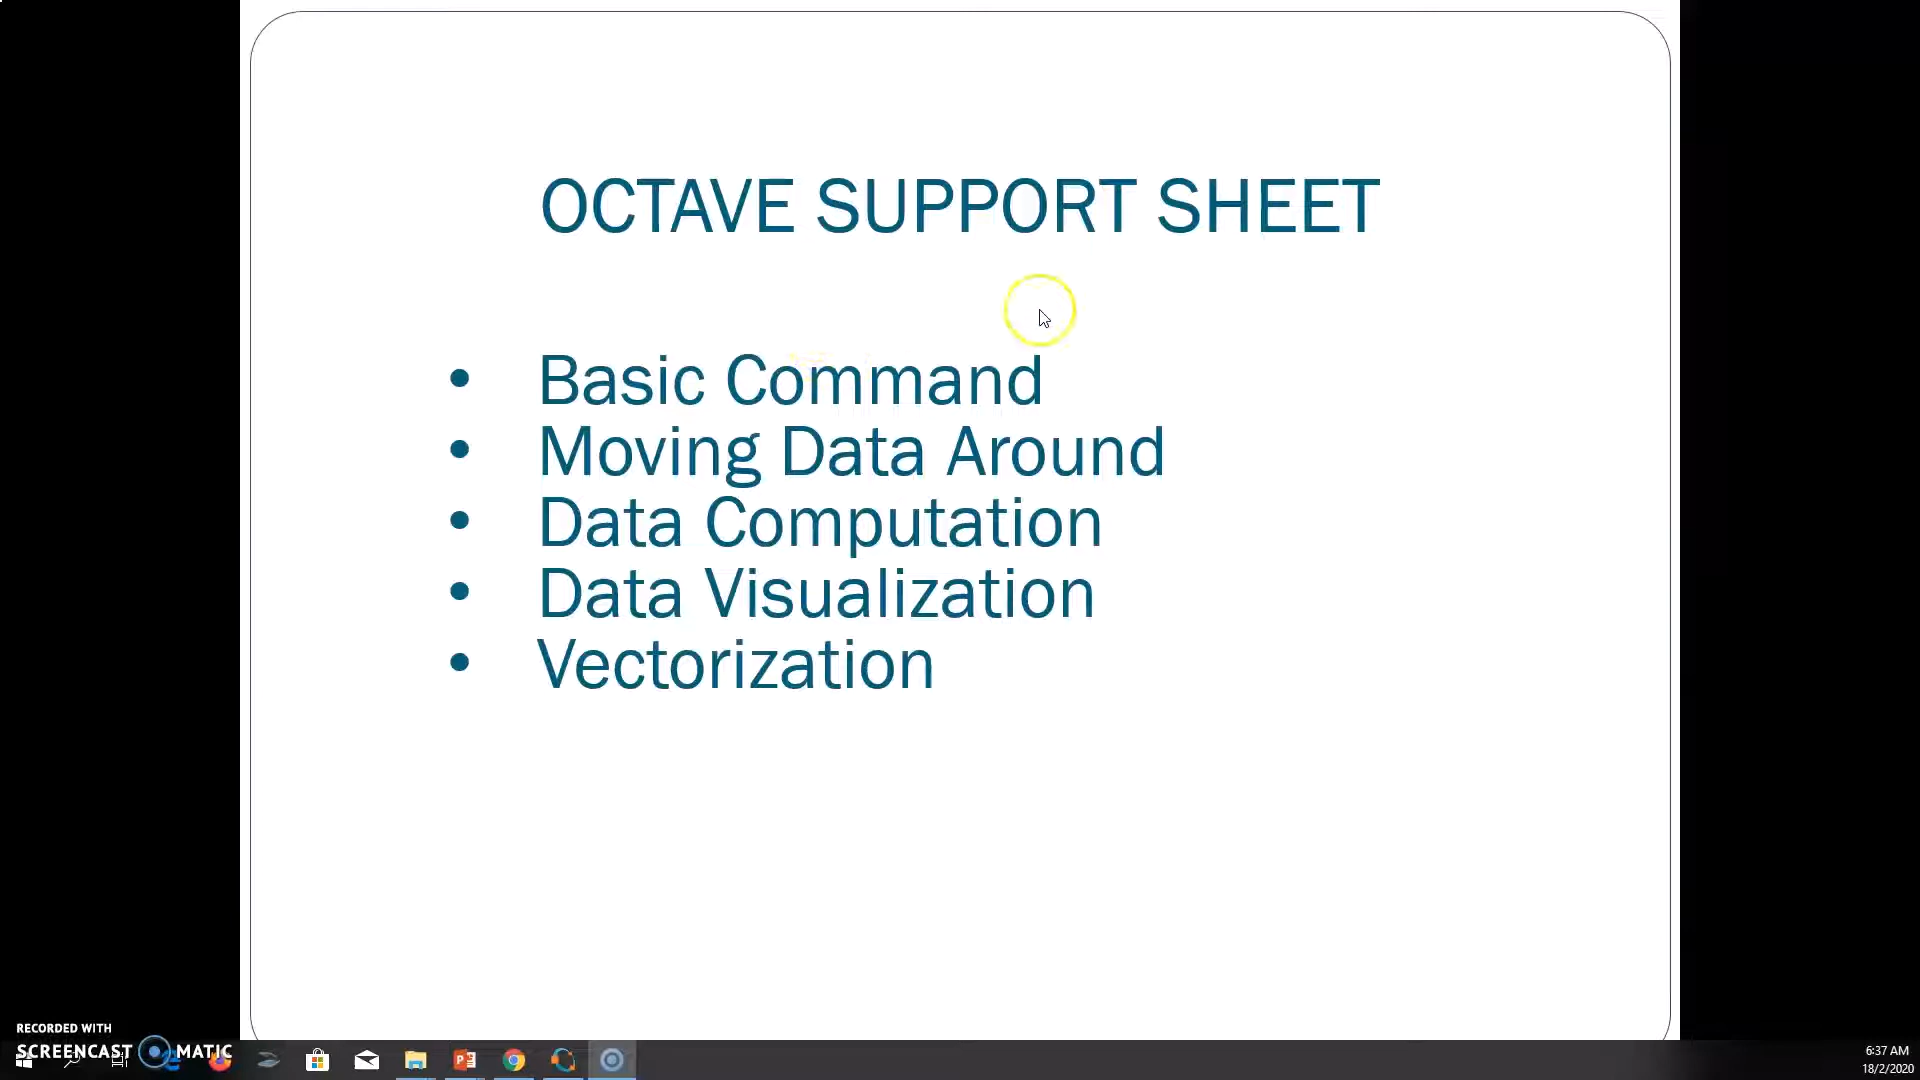 OCTAVE SUPPORT SHEET
• Basic Command
• Moving Data Around
• Data Computation
• Data Visualization
• Vectorization
RECORDED WITH
SCREENCAST MATIC
6:37 AM
18/2/2020